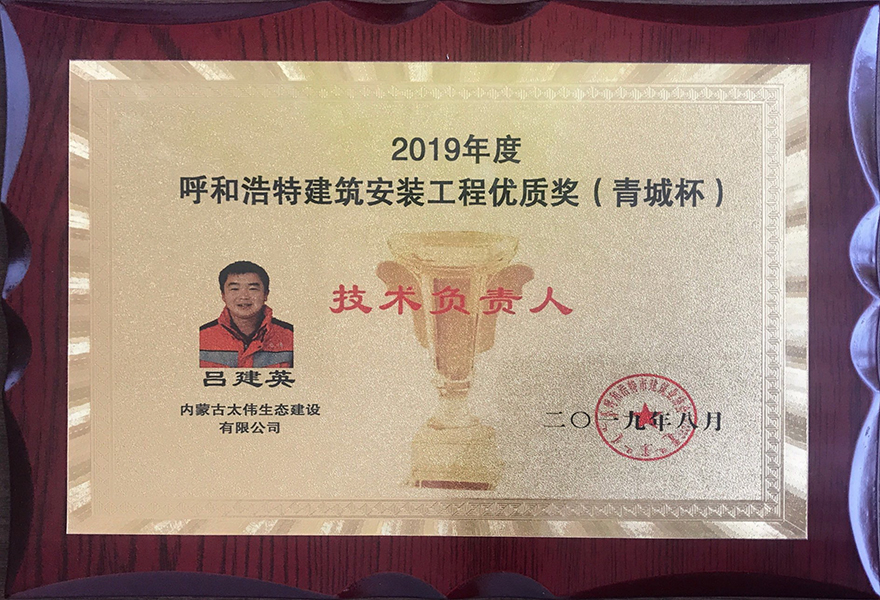 2019年度
呼和浩特建筑安装工程优质奖（青城杯）
技术负责人
吕建英
内蒙古太伟生态建设
有限公司
二〇一九年八月